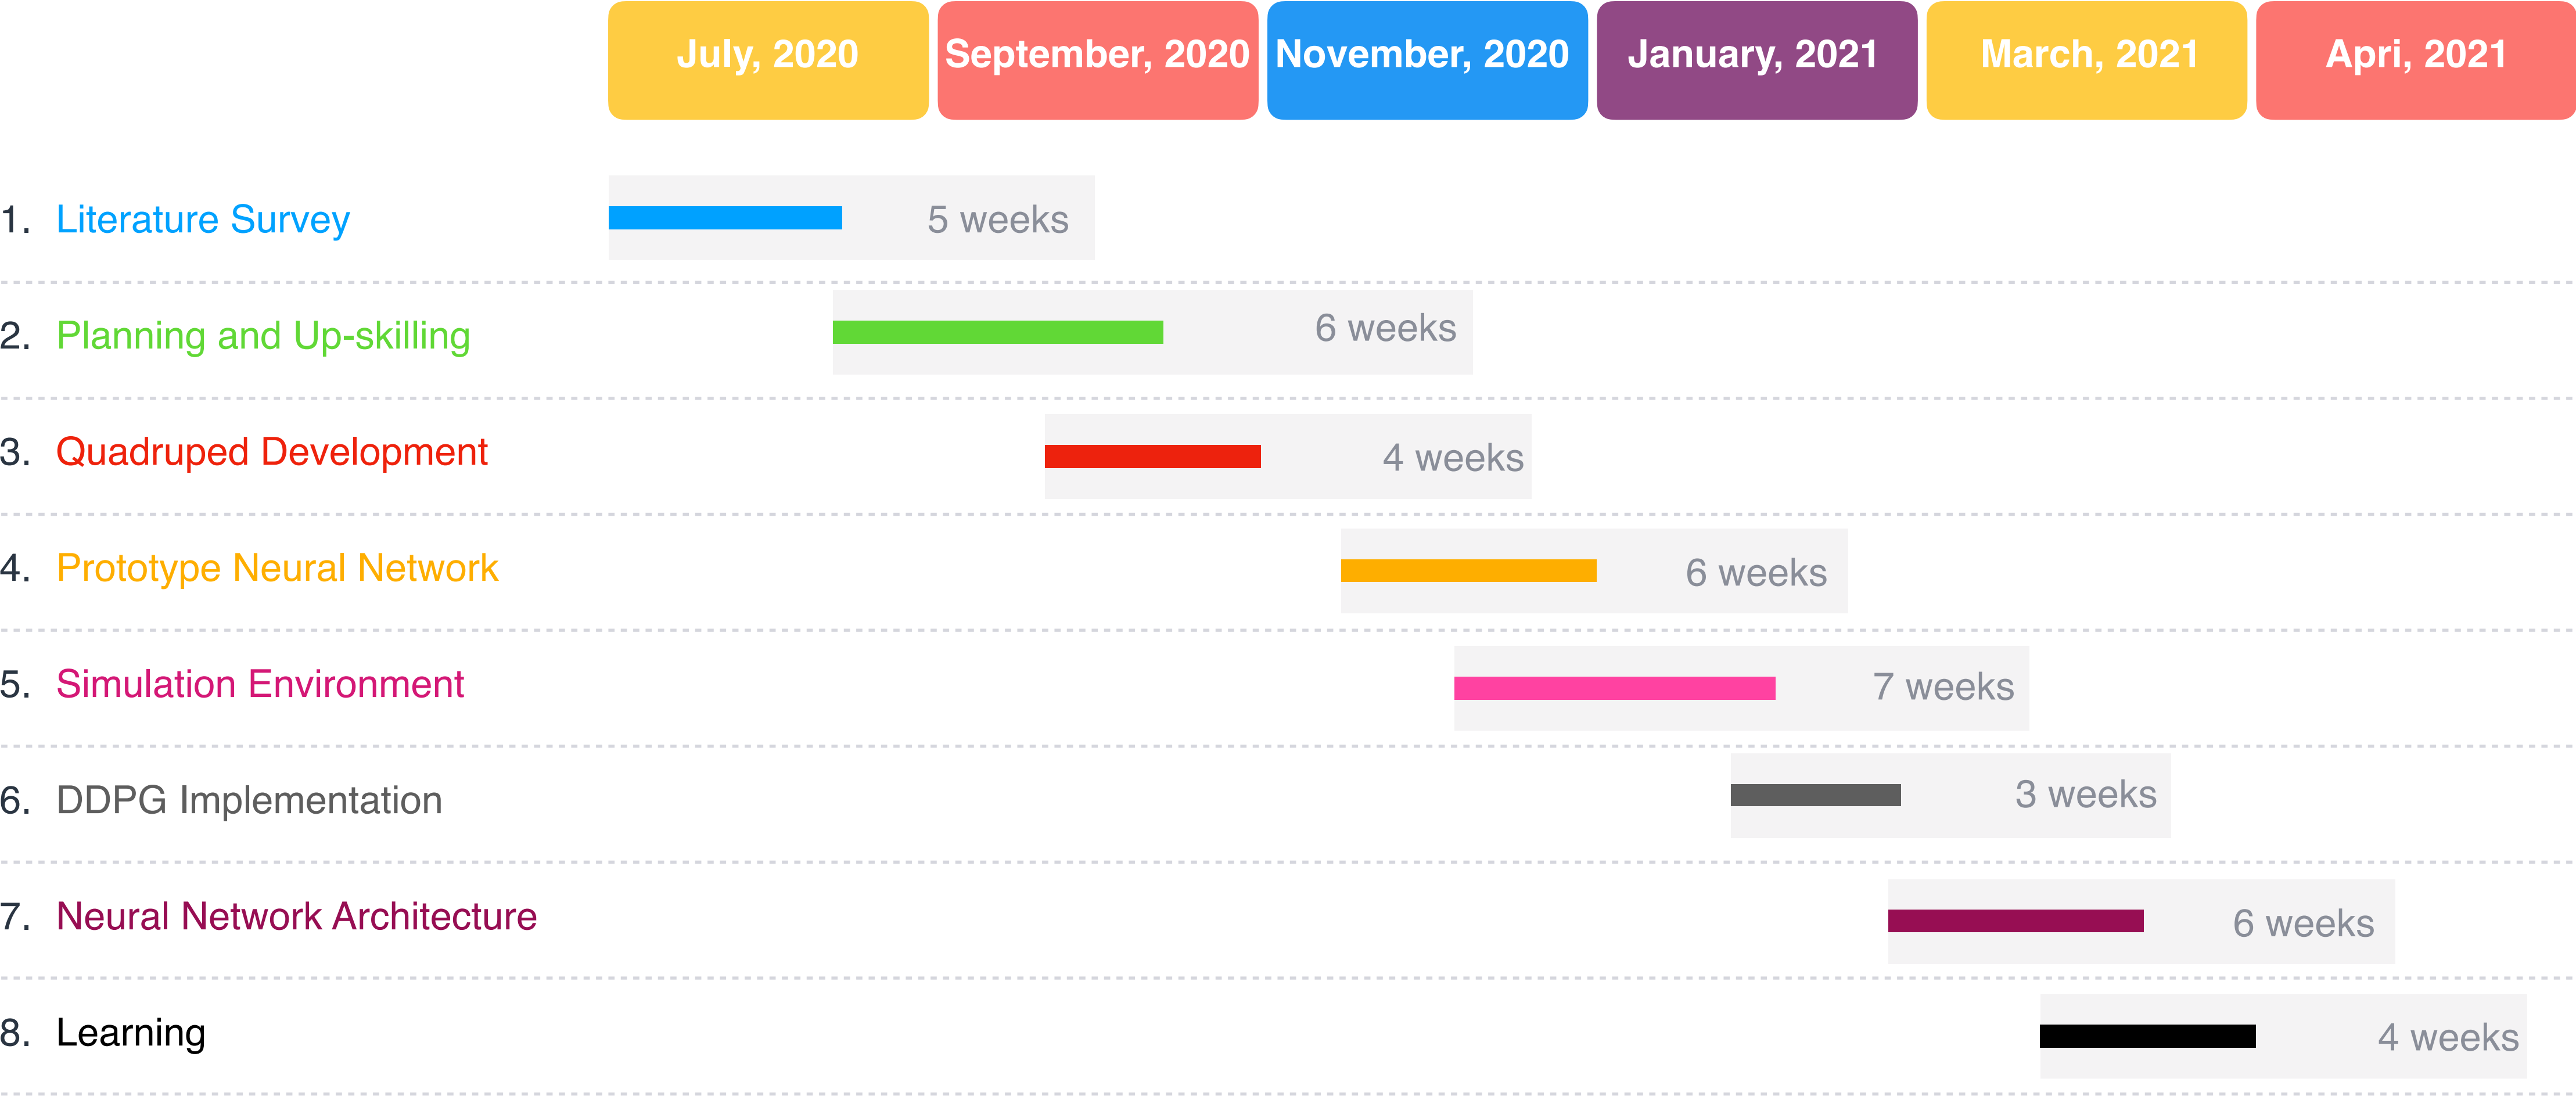 July, 2020 September, 2020 November, 2020 January, 2021 March, 2021 Apri, 2021
1. Literature Survey 5 weeks
2. Planning and Up-skilling 6 weeks
3. Quadruped Development 4 weeks
4. Prototype Neural Network 6 weeks
5. Simulation Environment 7 weeks
6. DDPG Implementation 3 weeks
7. Neural Network Architecture 6 weeks
8. Learning 4 weeks